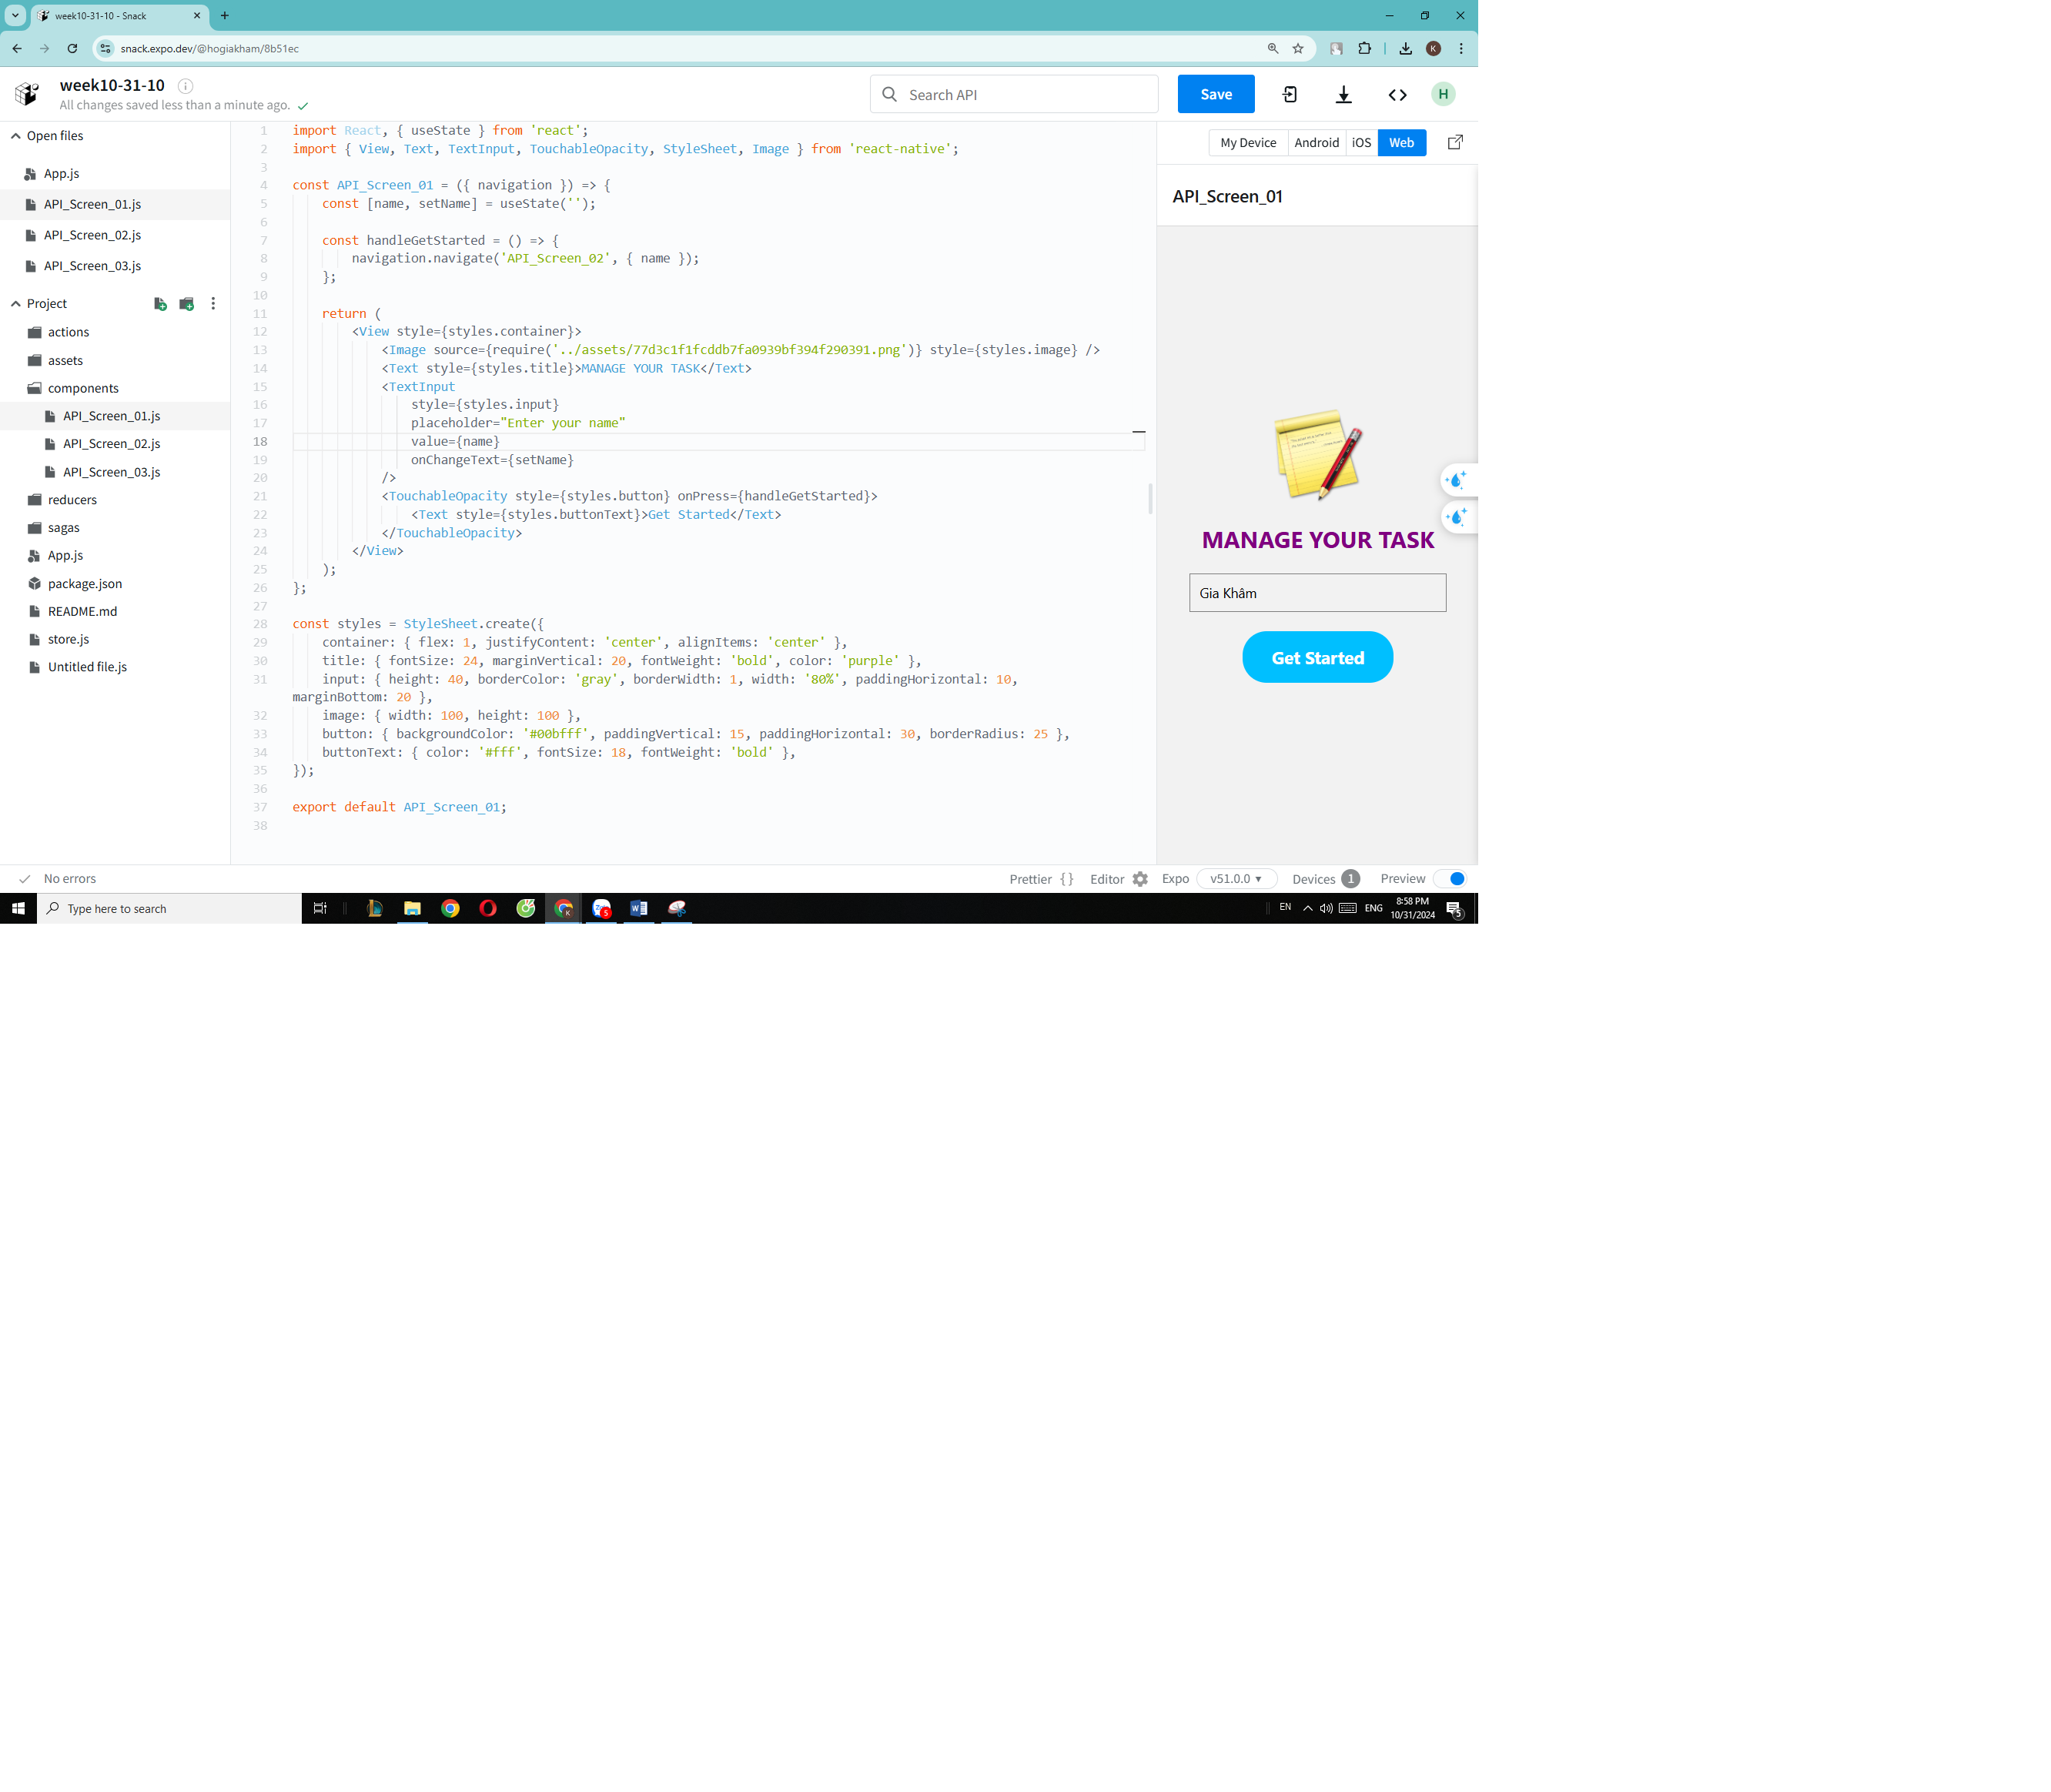 week10-31-10 - Snack
snack.expo.dev/@hogiakham/8b51ec
K
week10-31-10
All changes saved less than a minute ago.
Search API
Save
H
Open files
App.js
API_Screen_01.js
API_Screen_02.js
API_Screen_03.js
Project
actions
assets
components
API_Screen_01.js
API_Screen_02.js
API_Screen_03.js
reducers
sagas
App.js
package.json
README.md
store.js
Untitled file.js
1 import React, { useState } from 'react';
2 import { View, Text, TextInput, TouchableOpacity, StyleSheet, Image } from 'react-native';
3
4 const API_Screen_01 = ({ navigation }) => {
5 const [name, setName] = useState('');
6
7 const handleGetStarted = () => {
8 navigation.navigate('API_Screen_02', { name });
9 };
10
11 return (
12 <View style={styles.container}>
13 <Image source={require('../assets/77d3c1f1fcddb7fa0939bf394f290391.png')} style={styles.image} />
14 <Text style={styles.title}>MANAGE YOUR TASK</Text>
15 <TextInput
16 style={styles.input}
17 placeholder="Enter your name"
18 value={name}
19 onChangeText={setName}
20 />
21 <TouchableOpacity style={styles.button} onPress={handleGetStarted}>
22 <Text style={styles.buttonText}>Get Started</Text>
23 </TouchableOpacity>
24 </View>
25 );
26 };
27
28 const styles = StyleSheet.create({
29 container: { flex: 1, justifyContent: 'center', alignItems: 'center' },
30 title: { fontSize: 24, marginVertical: 20, fontWeight: 'bold', color: 'purple' },
31 input: { height: 40, borderColor: 'gray', borderWidth: 1, width: '80%', paddingHorizontal: 10,
marginBottom: 20 },
32 image: { width: 100, height: 100 },
33 button: { backgroundColor: '#00bfff', paddingVertical: 15, paddingHorizontal: 30, borderRadius: 25 },
34 buttonText: { color: '#fff', fontSize: 18, fontWeight: 'bold' },
35 });
36
37 export default API_Screen_01;
38
My Device Android iOS Web
API_Screen_01
MANAGE YOUR TASK
Gia Khâm
Get Started
No errors
Prettier {} Editor Expo v51.0.0 Devices 1 Preview
Type here to search
5
EN ENG
8:58 PM
10/31/2024
5